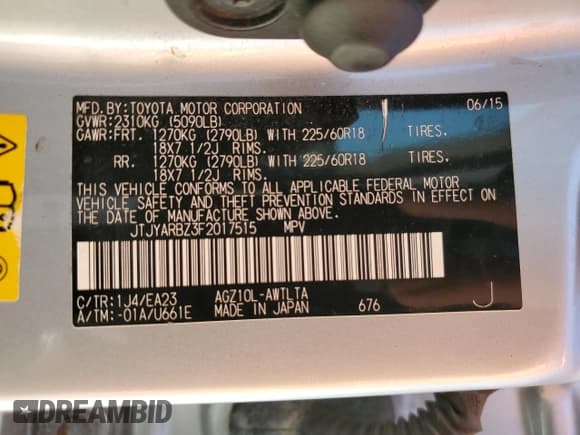 MFD. BY: TOYOTA MOTOR CORPORATION 06/15
GVWR: 2310KG (5090LB)
GAWR: FRT. 1270KG (2790LB) WITH 225/60R18 TIRES.
18X7 1/2J RIMS.
RR. 1270KG (2790LB) WITH 225/60R18 TIRES.
18X7 1/2J RIMS.
THIS VEHICLE CONFORMS TO ALL APPLICABLE FEDERAL MOTOR
VEHICLE SAFETY AND THEFT PREVENTION STANDARDS IN EFFECT ON
THE DATE OF MANUFACTURE SHOWN ABOVE.
JTJYARBZ3F2017515 MPV
C/TR: 1J4/EA23 AGZ10L-AWTLTA
A/TM: -01A/U661E MADE IN JAPAN 676 J
DREAMBID